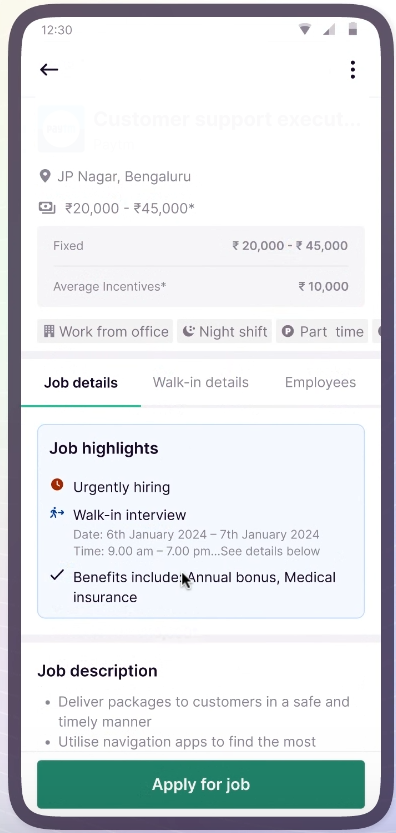 12:30
Customer support execut...
JP Nagar, Bengaluru
₹20,000 - ₹45,000*
Fixed ₹ 20,000 - ₹ 45,000
Average Incentives* ₹ 10,000
Work from office Night shift Part time
Job details Walk-in details Employees
Job highlights
Urgently hiring
Walk-in interview
Date: 6th January 2024 – 7th January 2024
Time: 9.00 am – 7.00 pm...See details below
Benefits include: Annual bonus, Medical
insurance
Job description
• Deliver packages to customers in a safe and
timely manner
• Utilise navigation apps to find the most
Apply for job